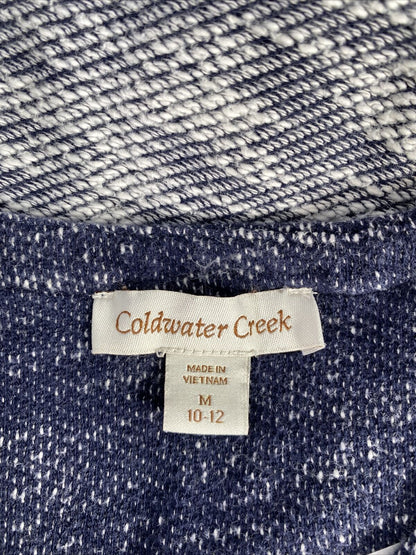 Coldwater Creek
MADE IN
VIETNAM
M
10-12